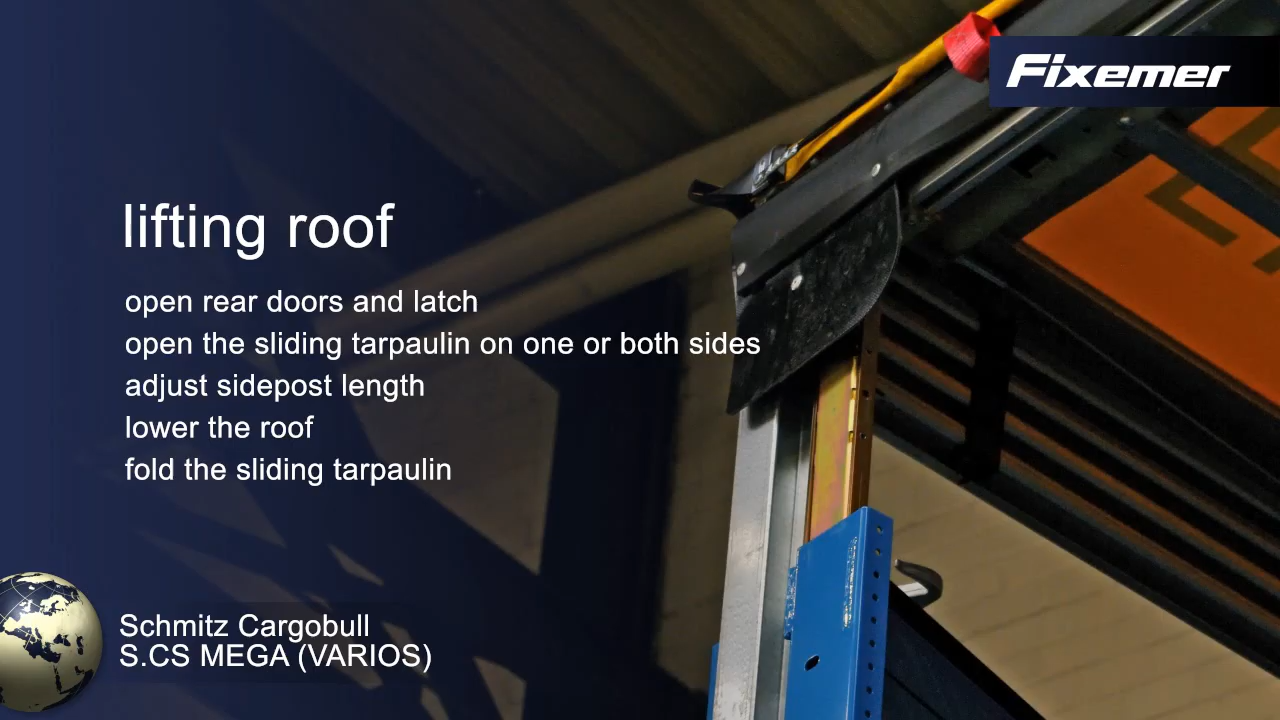 Fixemer
lifting roof
open rear doors and latch
open the sliding tarpaulin on one or both sides
adjust sidepost length
lower the roof
fold the sliding tarpaulin
Schmitz Cargobull
S.CS MEGA (VARIOS)